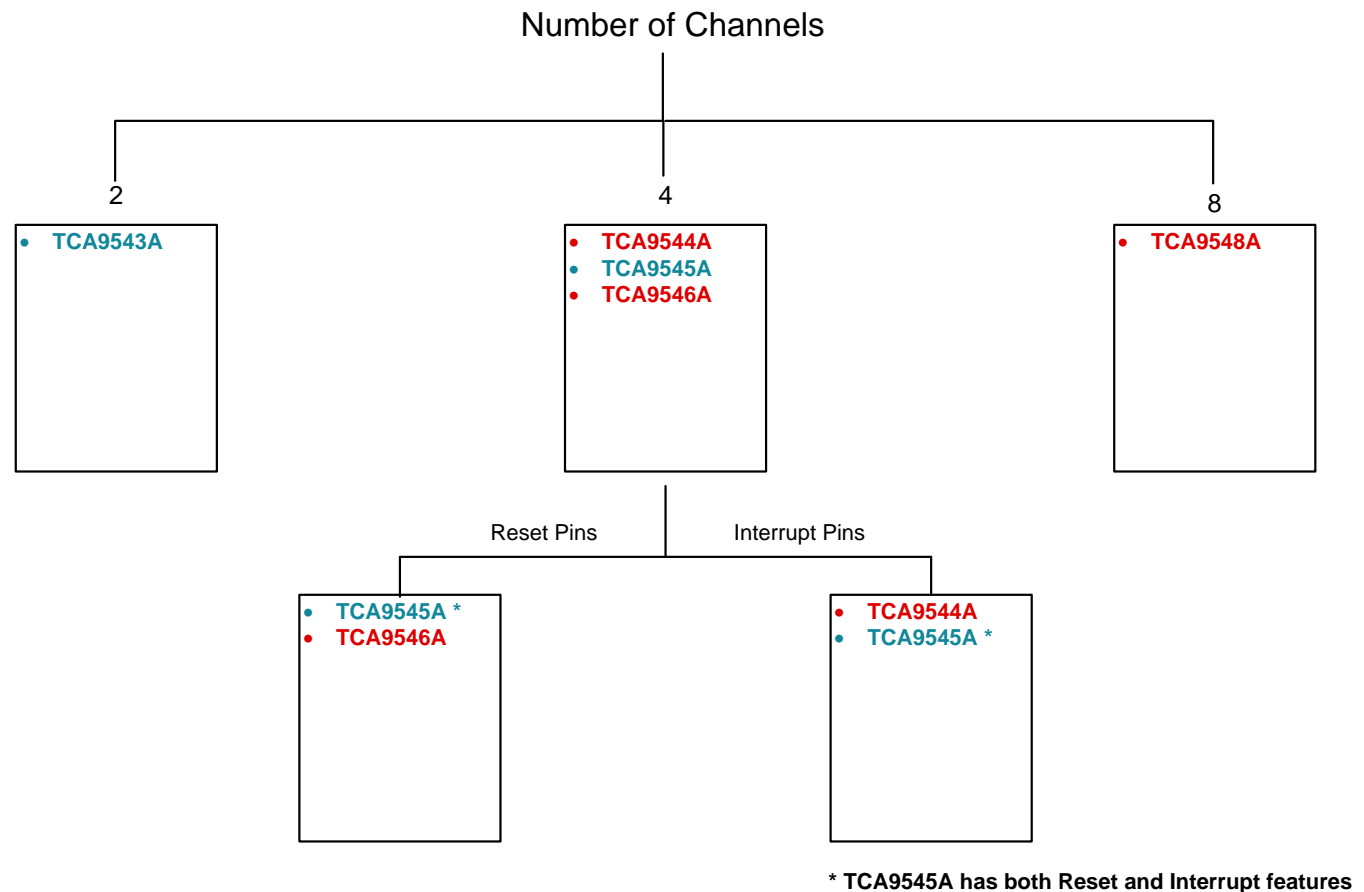 Number of Channels
2
4
8
• TCA9543A
• TCA9544A
• TCA9545A
• TCA9546A
• TCA9548A
Reset Pins
Interrupt Pins
• TCA9545A *
• TCA9546A
• TCA9544A
• TCA9545A *
* TCA9545A has both Reset and Interrupt features